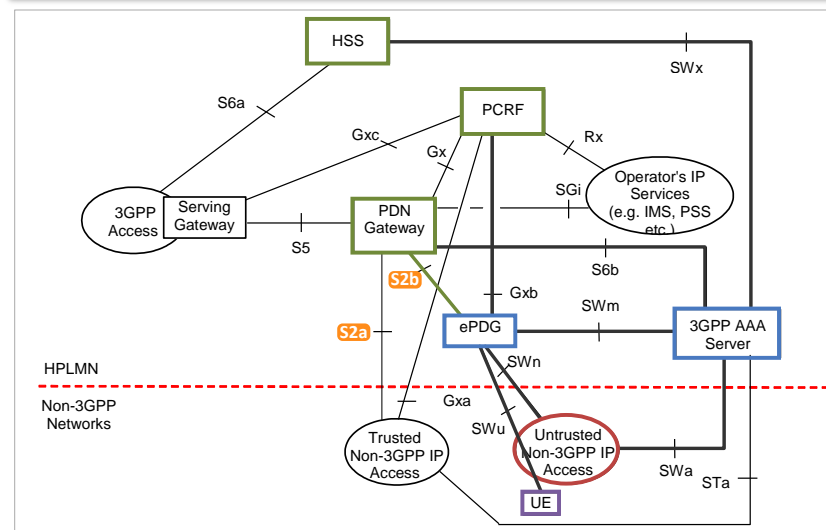 HSS
SWx
S6a
PCRF
Gxc
Gx
Rx
Operator's IP
Services
(e.g. IMS, PSS
etc.)
SGi
3GPP
Access
Serving
Gateway
PDN
Gateway
S5
S2b
S6b
Gxb
SWm
ePDG
3GPP AAA
Server
S2a
SWn
HPLMN
Non-3GPP
Networks
Gxa
SWu
Trusted
Non-3GPP IP
Access
Untrusted
Non-3GPP IP
Access
SWa
STa
UE